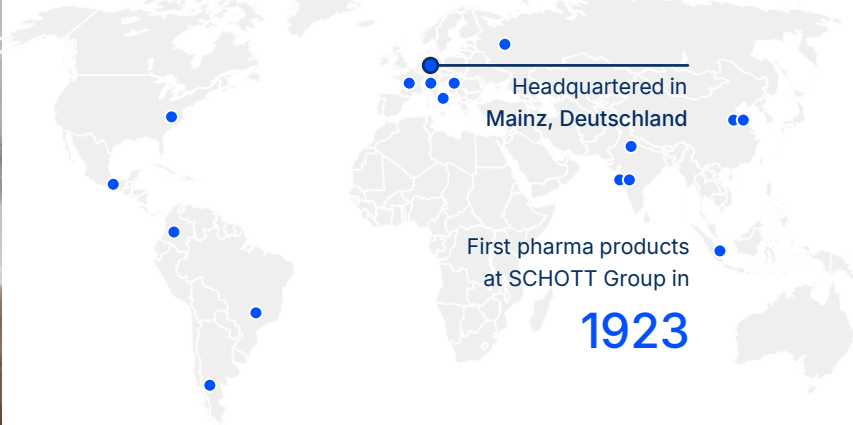 Headquartered in
Mainz, Deutschland
First pharma products
at SCHOTT Group in
1923